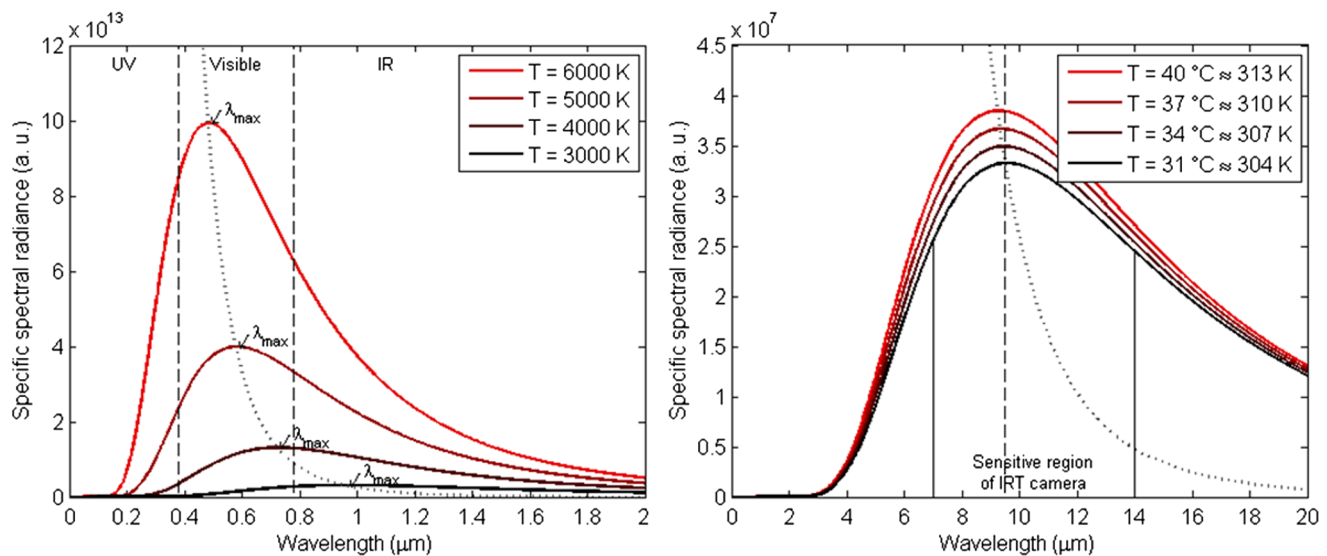 x 10^13
12
10
8
6
4
2
0
UV
Visible
IR
T = 6000 K
T = 5000 K
T = 4000 K
T = 3000 K
λmax
λmax
λmax
λmax
0 0.2 0.4 0.6 0.8 1 1.2 1.4 1.6 1.8 2
Wavelength (µm)
Specific spectral radiance (a. u.)
x 10^7
4.5
4
3.5
3
2.5
2
1.5
1
0.5
0
T = 40 °C ≈ 313 K
T = 37 °C ≈ 310 K
T = 34 °C ≈ 307 K
T = 31 °C ≈ 304 K
Sensitive region
of IRT camera
0 2 4 6 8 10 12 14 16 18 20
Wavelength (µm)
Specific spectral radiance (a. u.)